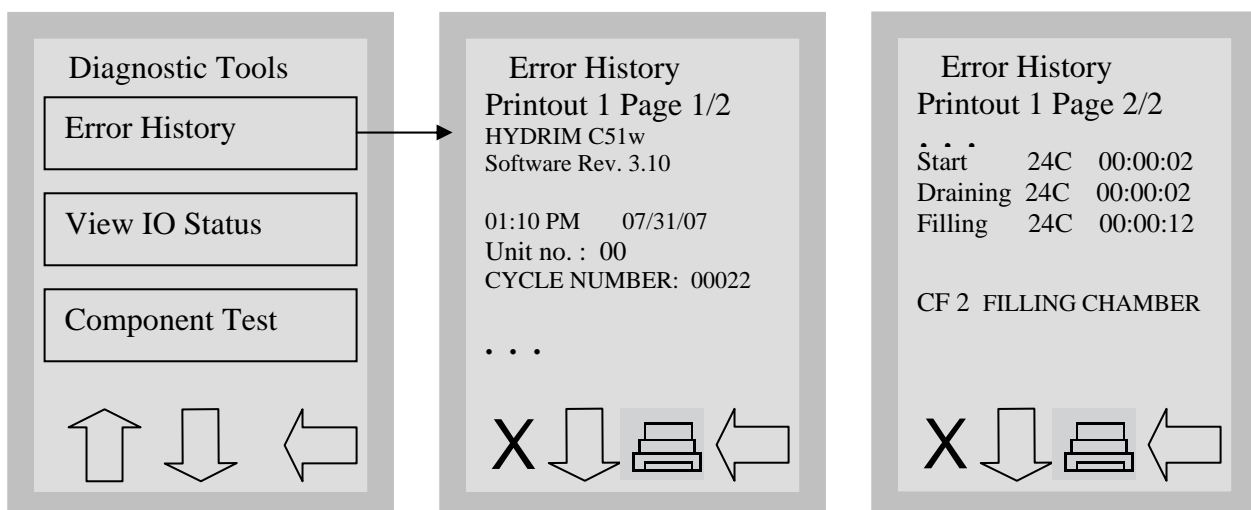 Diagnostic Tools
Error History
View IO Status
Component Test
Error History
Printout 1 Page 1/2
HYDRIM C51w
Software Rev. 3.10
01:10 PM 07/31/07
Unit no. : 00
CYCLE NUMBER: 00022
. . .
X
Error History
Printout 1 Page 2/2
. . .
Start 24C 00:00:02
Draining 24C 00:00:02
Filling 24C 00:00:12
CF 2 FILLING CHAMBER
X